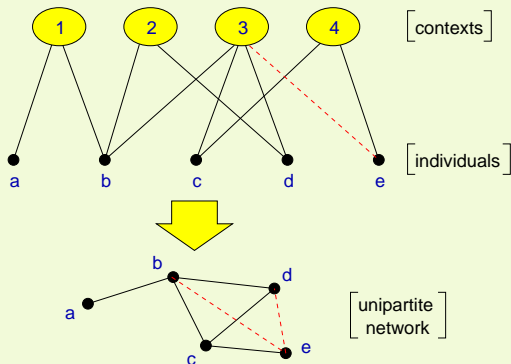 1 2 3 4 contexts
a b c d e individuals
b d
a unipartite
network
c e